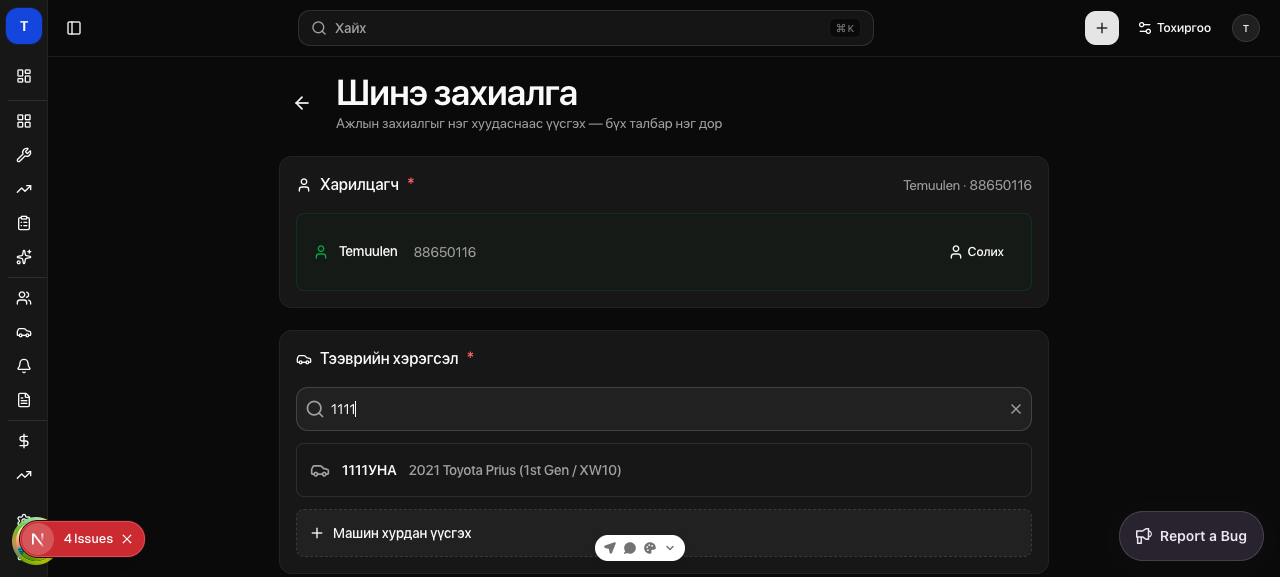 T
Хайх
⌘ K
Тохиргоо
T
Шинэ захиалга
Ажлын захиалгыг нэг хуудаснаас үүсгэх — бүх талбар нэг дор
Харилцагч *
Temuulen · 88650116
Temuulen 88650116
Солих
Тээврийн хэрэгсэл *
1111
1111УНА 2021 Toyota Prius (1st Gen / XW10)
Машин хурдан үүсгэх
N 4 Issues
Report a Bug